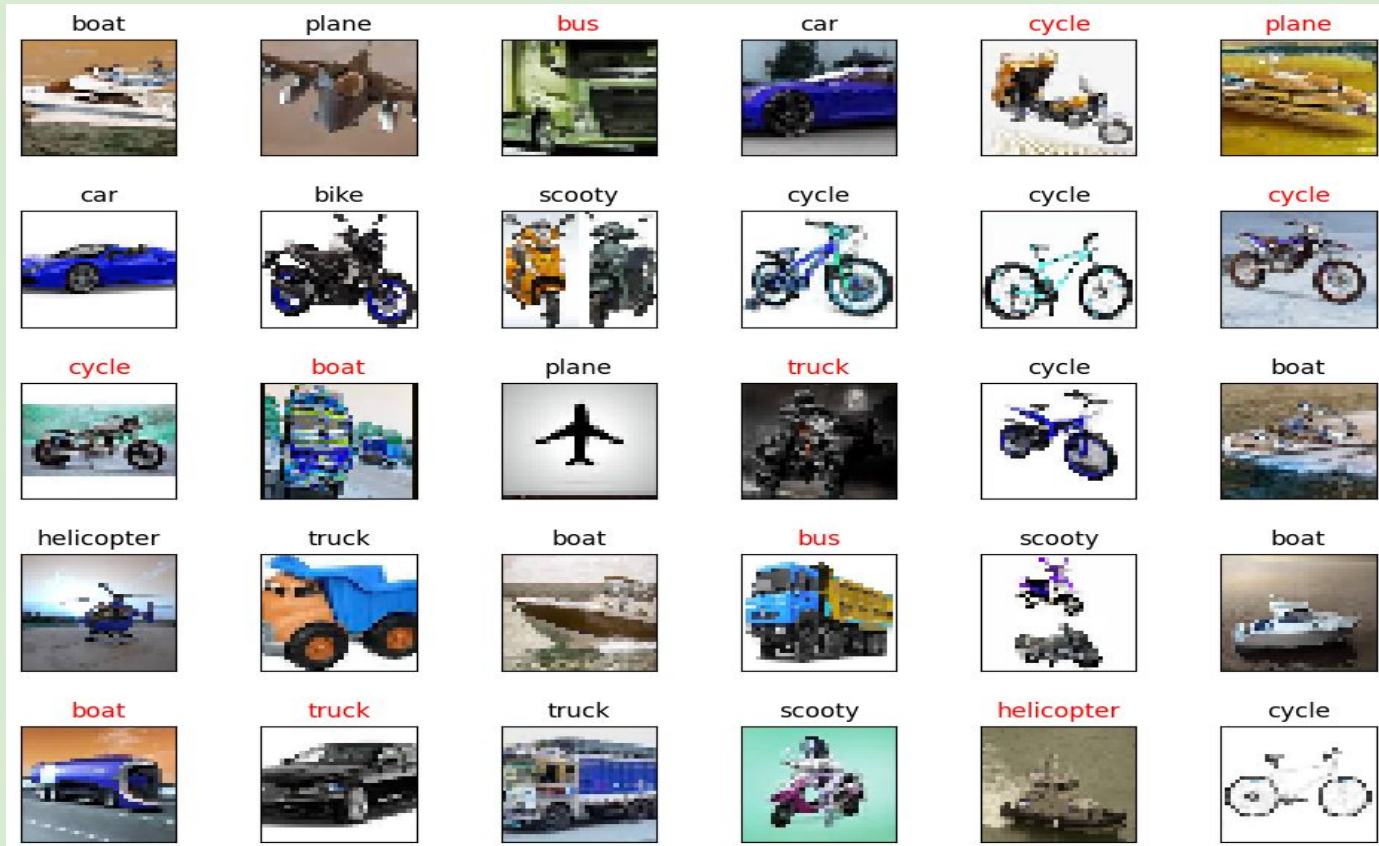 boat plane bus car cycle plane
car bike scooty cycle cycle cycle
cycle boat plane truck cycle boat
helicopter truck boat bus scooty boat
boat truck truck scooty helicopter cycle